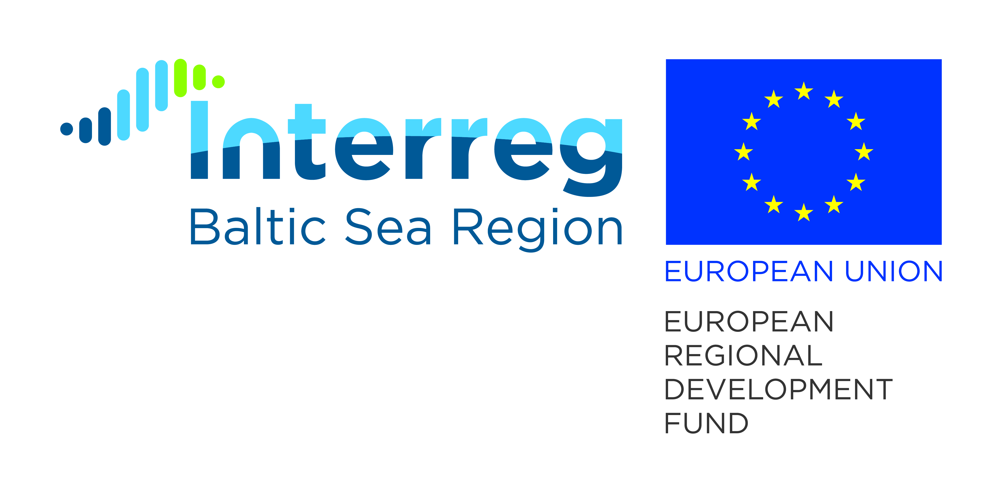 Interreg
Baltic Sea Region
EUROPEAN UNION
EUROPEAN
REGIONAL
DEVELOPMENT
FUND